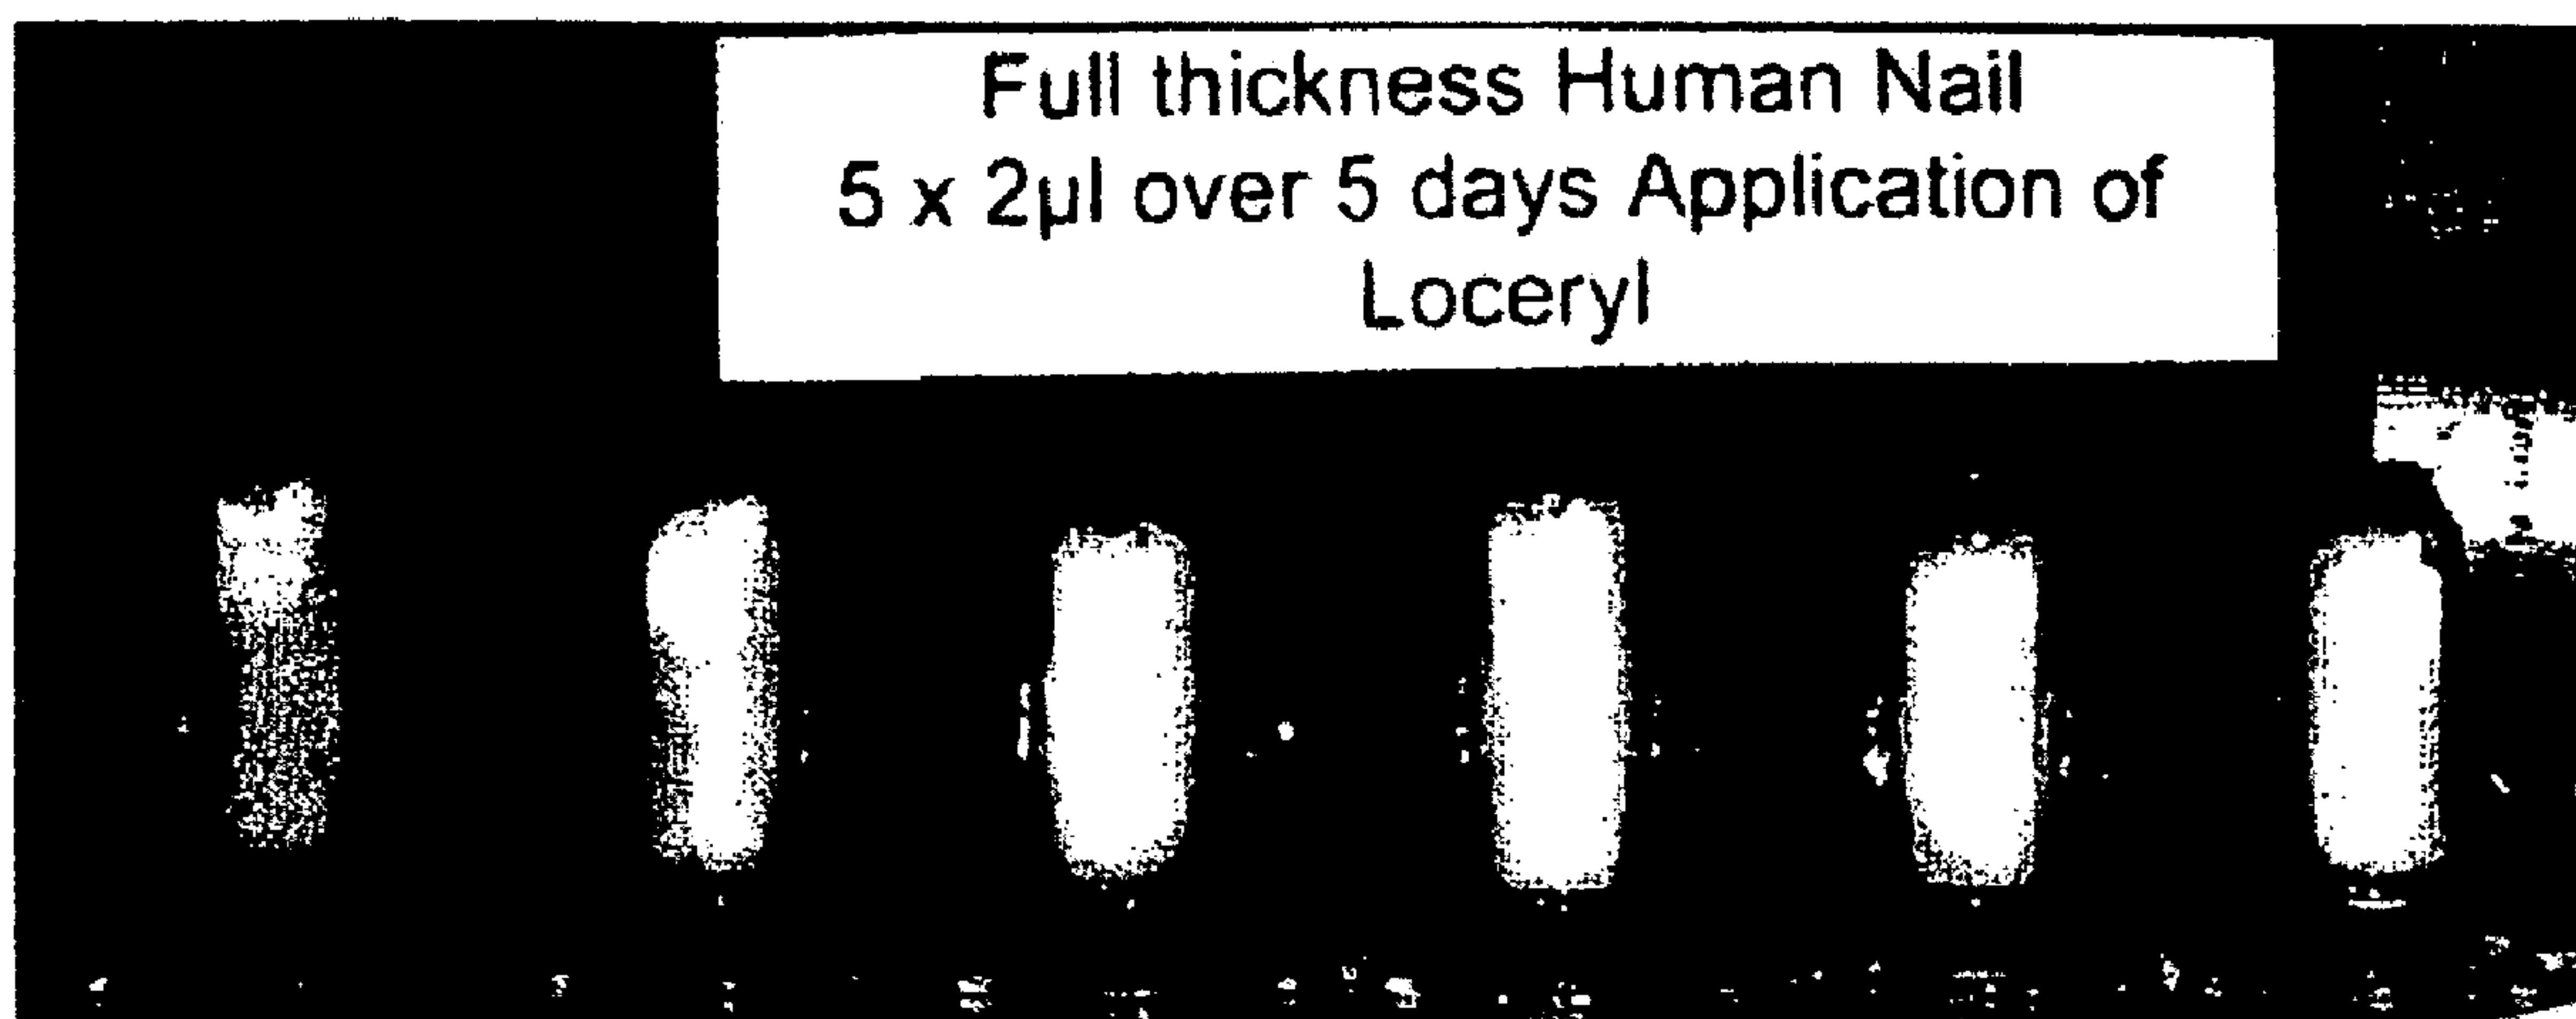 Full thickness Human Nail
5 x 2µl over 5 days Application of
Loceryl